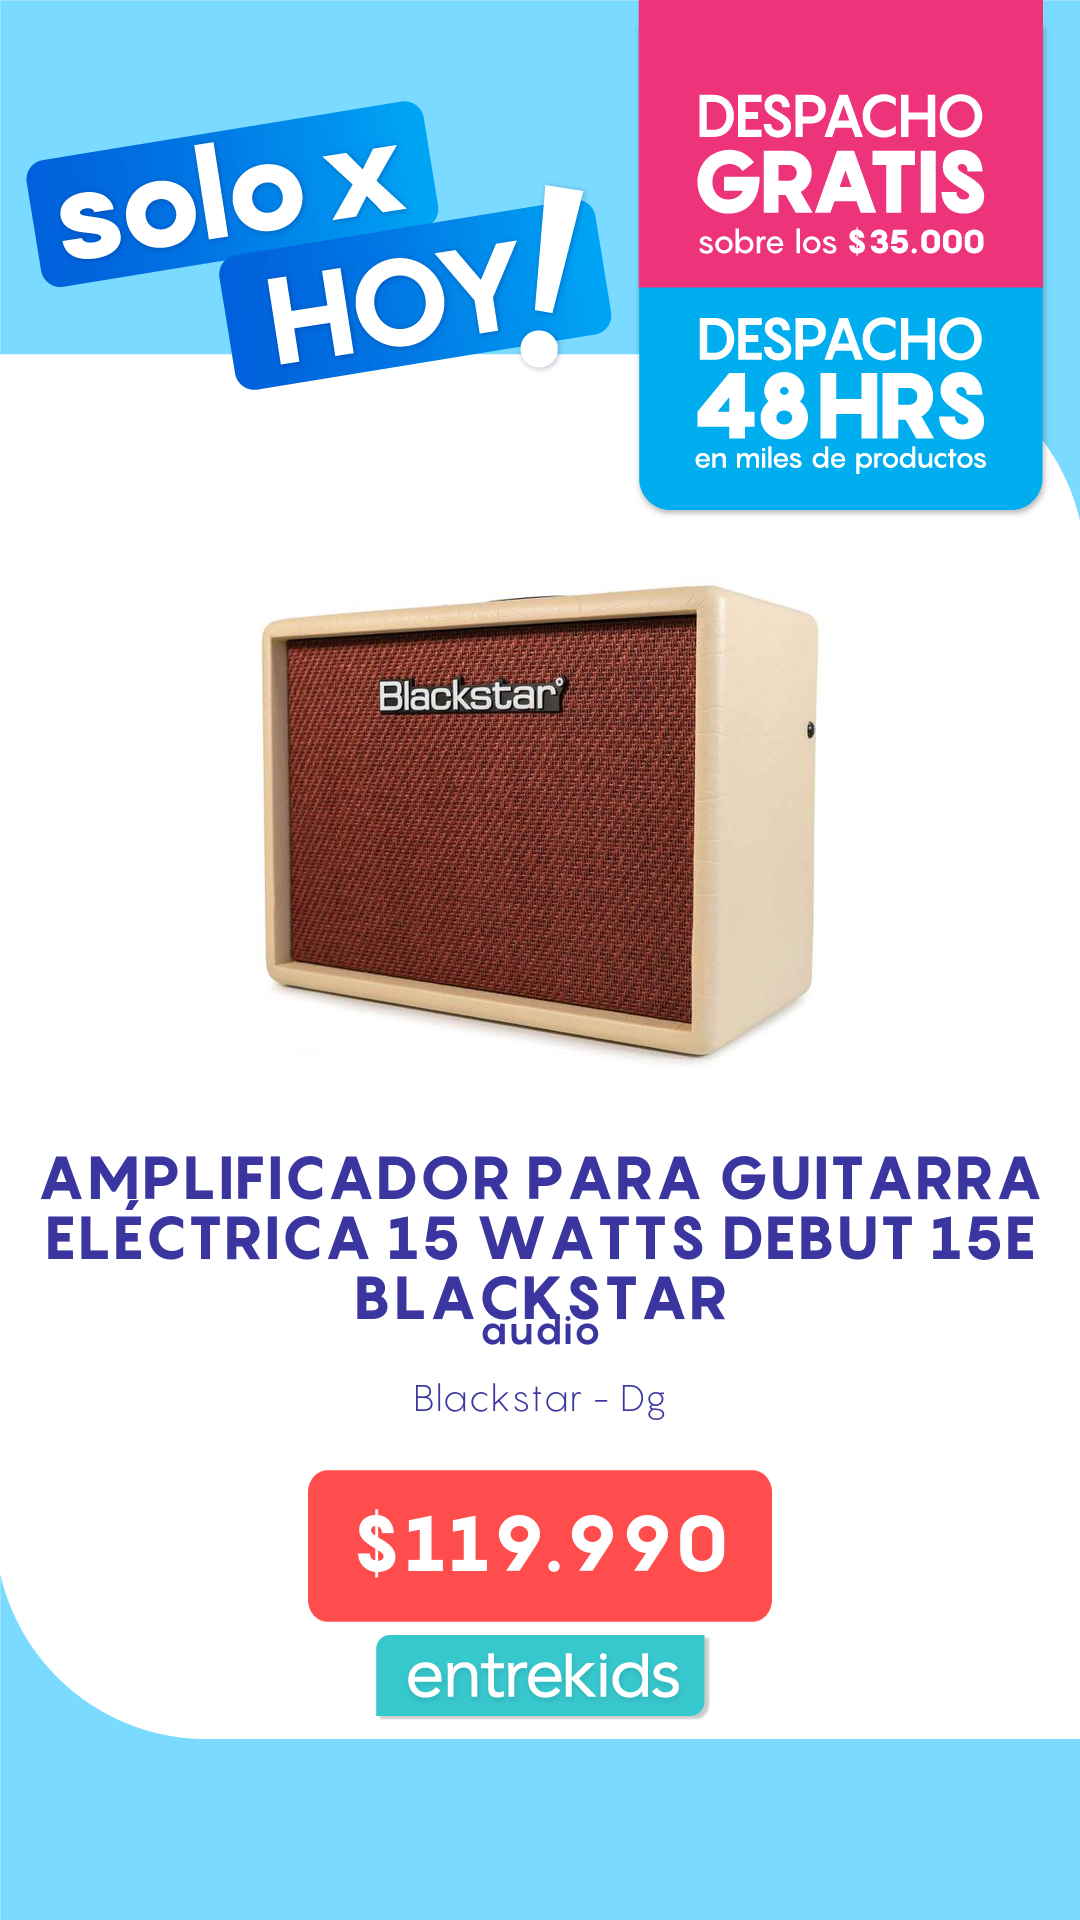 solo x
HOY!
DESPACHO
GRATIS
sobre los $35.000
DESPACHO
48HRS
en miles de productos
Blackstar
AMPLIFICADOR PARA GUITARRA
ELÉCTRICA 15 WATTS DEBUT 15E
BLACKSTAR
audio
Blackstar - Dg
$119.990
entrekids